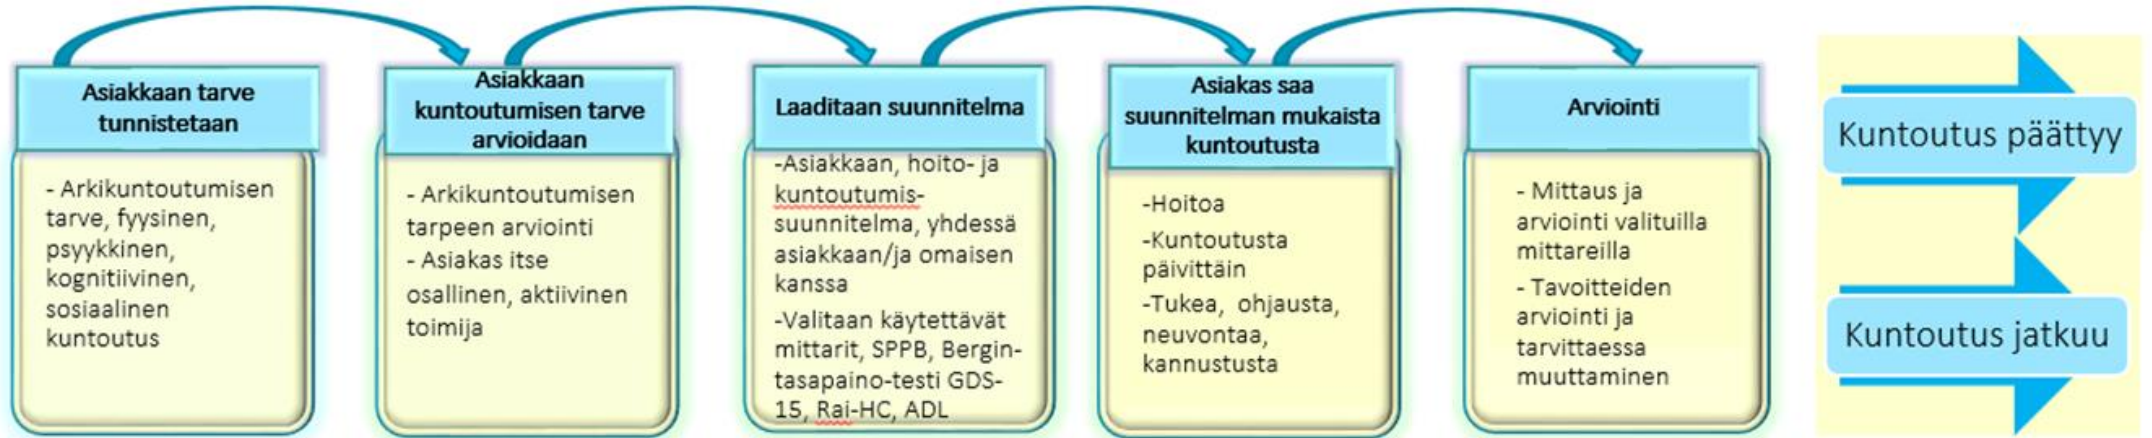 Asiakkaan tarve
tunnistetaan
- Arkikuntoutumisen
tarve, fyysinen,
psyykkinen,
kognitiivinen,
sosiaalinen
kuntoutus
Asiakkaan
kuntoutumisen tarve
arvioidaan
- Arkikuntoutumisen
tarpeen arviointi
- Asiakas itse
osallinen, aktiivinen
toimija
Laaditaan suunnitelma
-Asiakkaan, hoito- ja
kuntoutumis-
suunnitelma, yhdessä
asiakkaan/ja omaisen
kanssa
-Valitaan käytettävät
mittarit, SPPB, Bergin-
tasapaino-testi GDS-
15, Rai-HC, ADL
Asiakas saa
suunnitelman mukaista
kuntoutusta
-Hoitoa
-Kuntoutusta
päivittäin
-Tukea, ohjausta,
neuvontaa,
kannustusta
Arviointi
- Mittaus ja
arviointi valituilla
mittareilla
- Tavoitteiden
arviointi ja
tarvittaessa
muuttaminen
Kuntoutus päättyy
Kuntoutus jatkuu